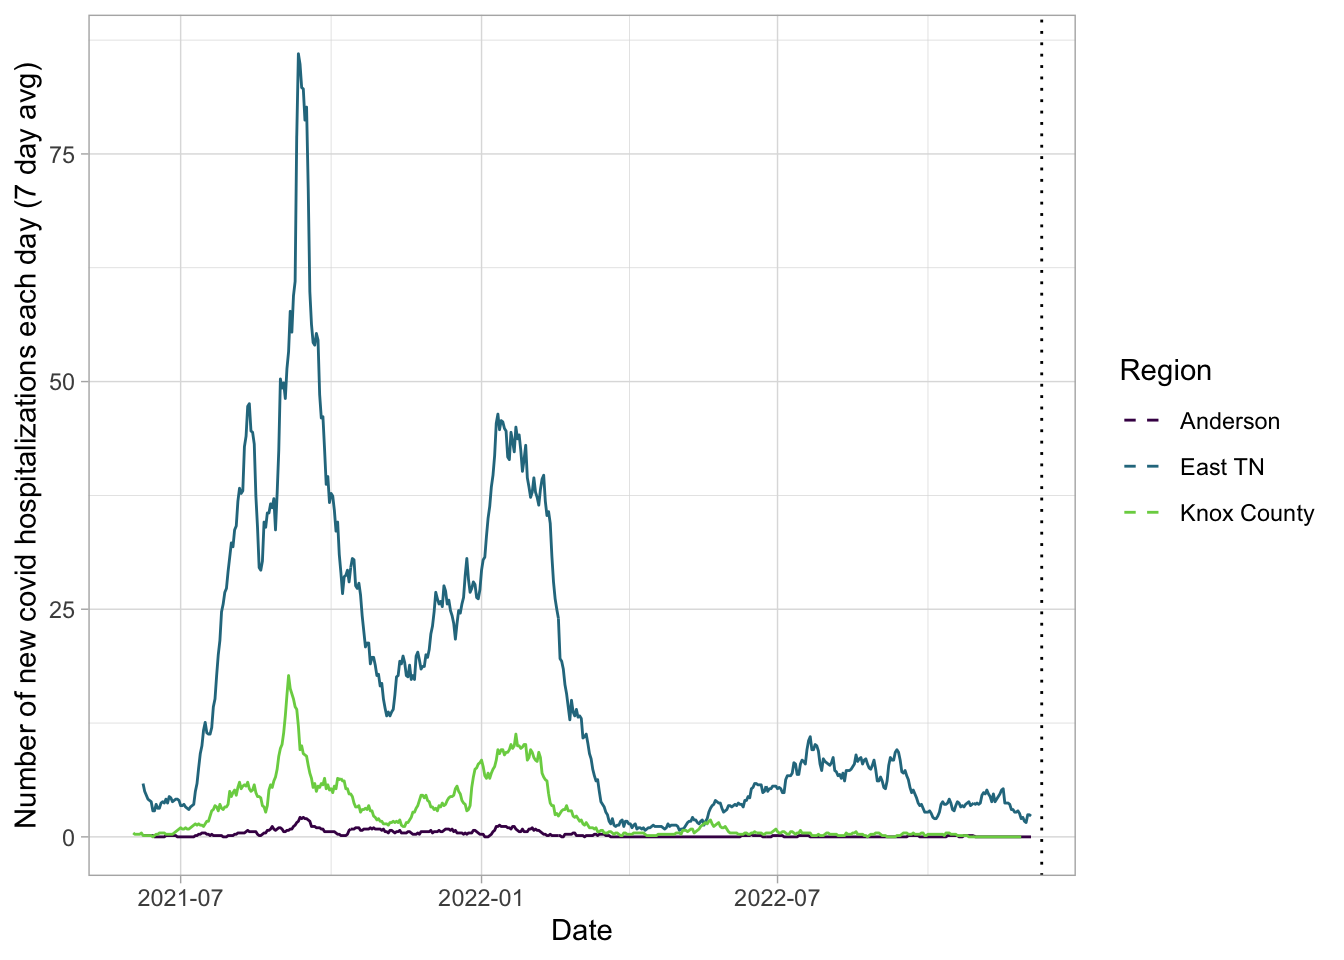 Number of new covid hospitalizations each day (7 day avg)
75
50
25
0
2021-07
2022-01
2022-07
Date
Region
Anderson
East TN
Knox County